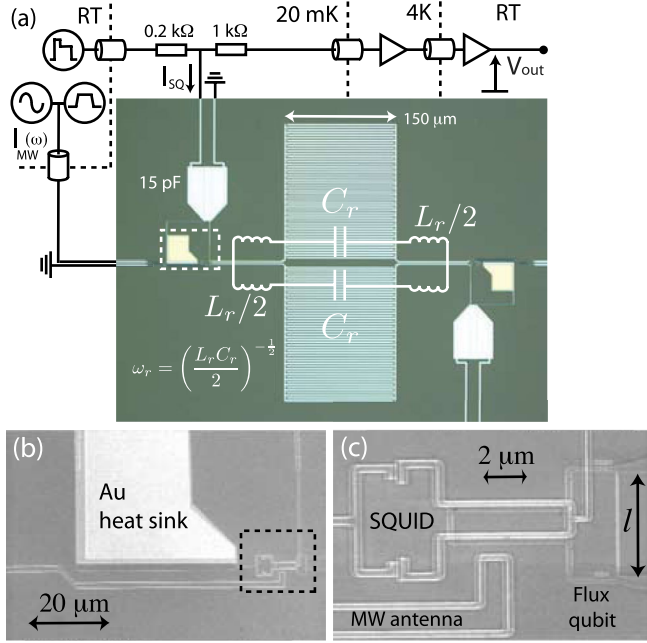 (a)
RT
0.2 kΩ
1 kΩ
20 mK
4K
RT
I_SQ
V_out
I_MW (ω)
150 μm
15 pF
C_r
L_r/2
L_r/2
C_r
ω_r = (L_r C_r / 2)^{-1/2}
(b)
Au
heat sink
20 μm
(c)
2 μm
SQUID
l
MW antenna
Flux
qubit